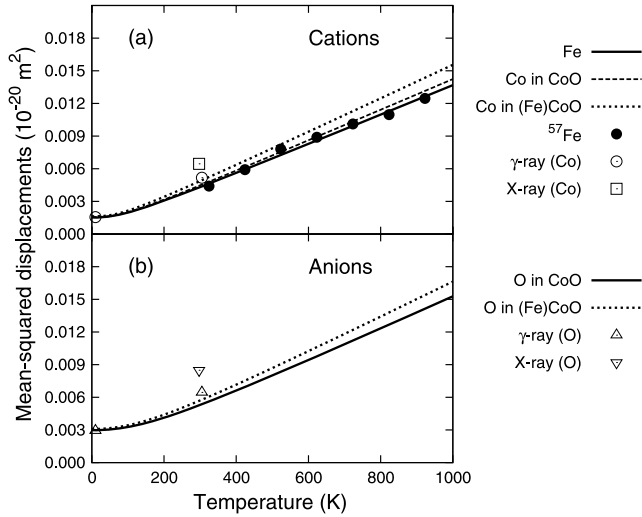 Mean-squared displacements (10⁻²⁰ m²)
(a)
Cations
0.018
0.015
0.012
0.009
0.006
0.003
0.000
Fe
Co in CoO
Co in (Fe)CoO
⁵⁷Fe
γ-ray (Co)
X-ray (Co)
(b)
Anions
0.018
0.015
0.012
0.009
0.006
0.003
0.000
O in CoO
O in (Fe)CoO
γ-ray (O)
X-ray (O)
0 200 400 600 800 1000
Temperature (K)